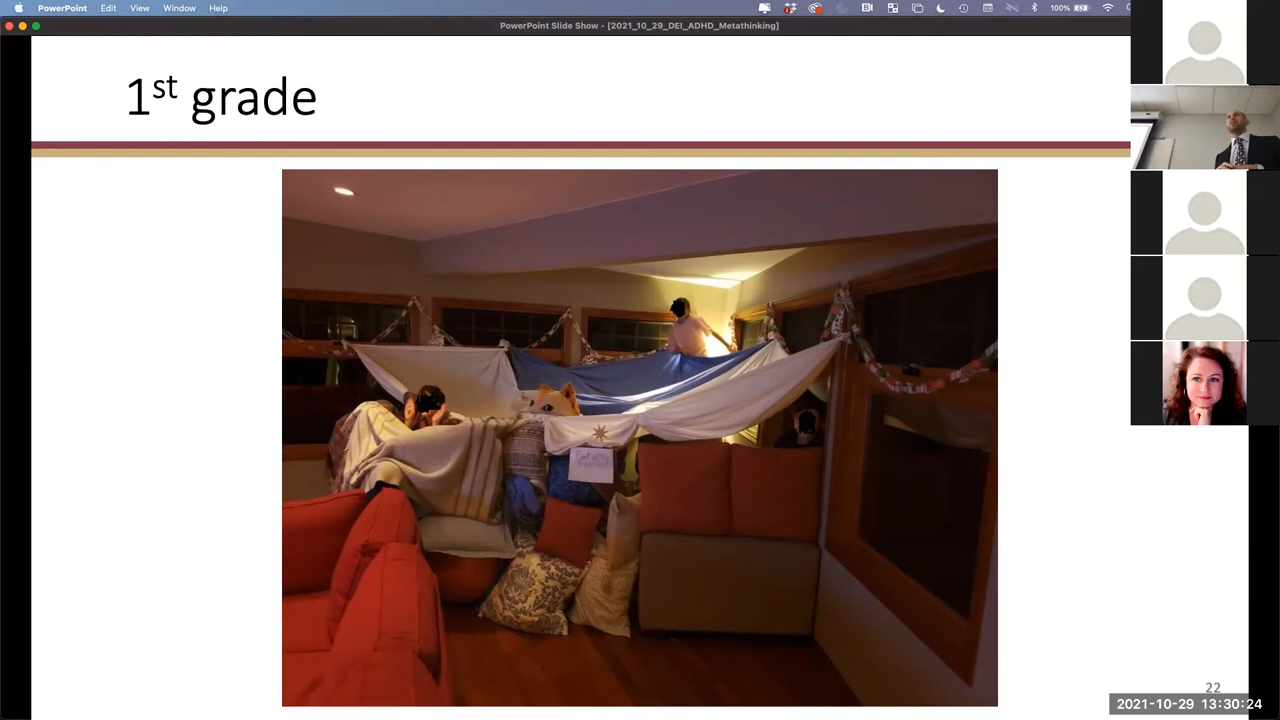 PowerPoint Edit View Window Help
100%
PowerPoint Slide Show - [2021_10_29_DEI_ADHD_Metathinking]
1st grade
22
2021-10-29 13:30:24